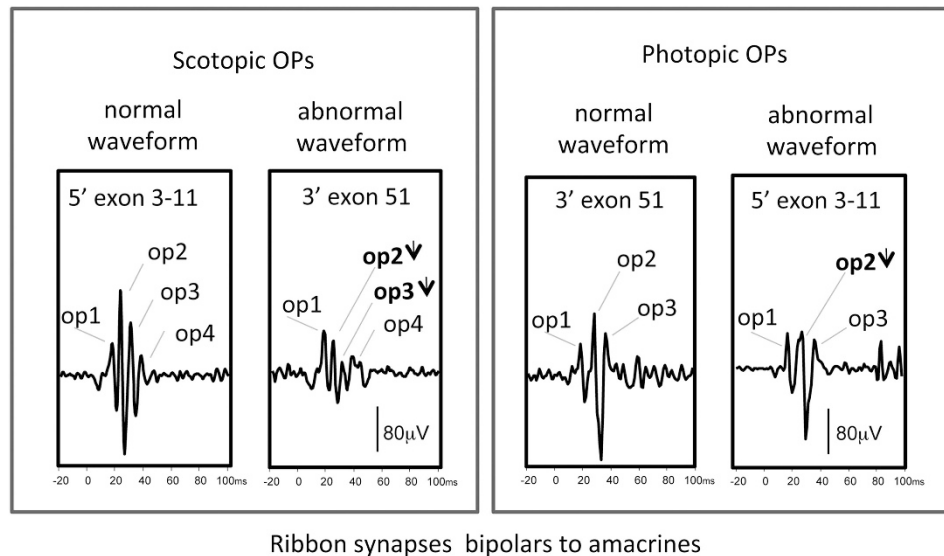 Scotopic OPs
normal
waveform
abnormal
waveform
5’ exon 3-11
op1
op2
op3
op4
-20 0 20 40 60 80 100ms
3’ exon 51
op1
op2
op3
op4
80µV
-20 0 20 40 60 80 100ms
Photopic OPs
normal
waveform
abnormal
waveform
3’ exon 51
op1
op2
op3
-20 0 20 40 60 80 100ms
5’ exon 3-11
op1
op2
op3
80µV
-20 0 20 40 60 80 100ms
Ribbon synapses bipolars to amacrines